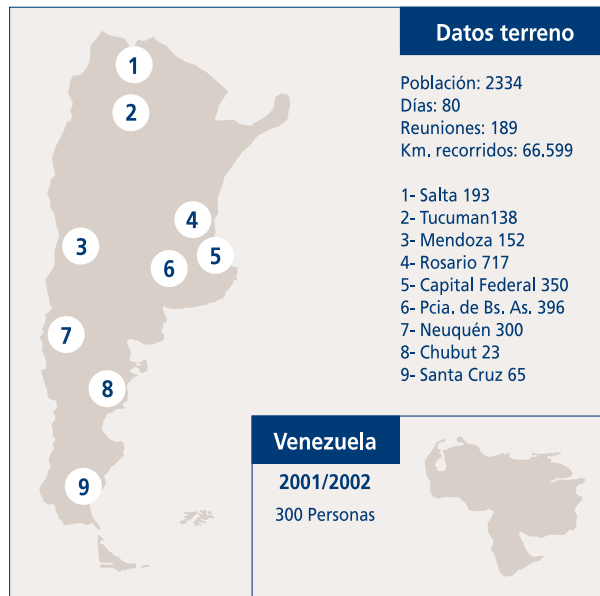 Datos terreno
Población: 2334
Días: 80
Reuniones: 189
Km. recorridos: 66.599
1- Salta 193
2- Tucuman138
3- Mendoza 152
4- Rosario 717
5- Capital Federal 350
6- Pcia. de Bs. As. 396
7- Neuquén 300
8- Chubut 23
9- Santa Cruz 65
1
2
3
4
5
6
7
8
9
Venezuela
2001/2002
300 Personas